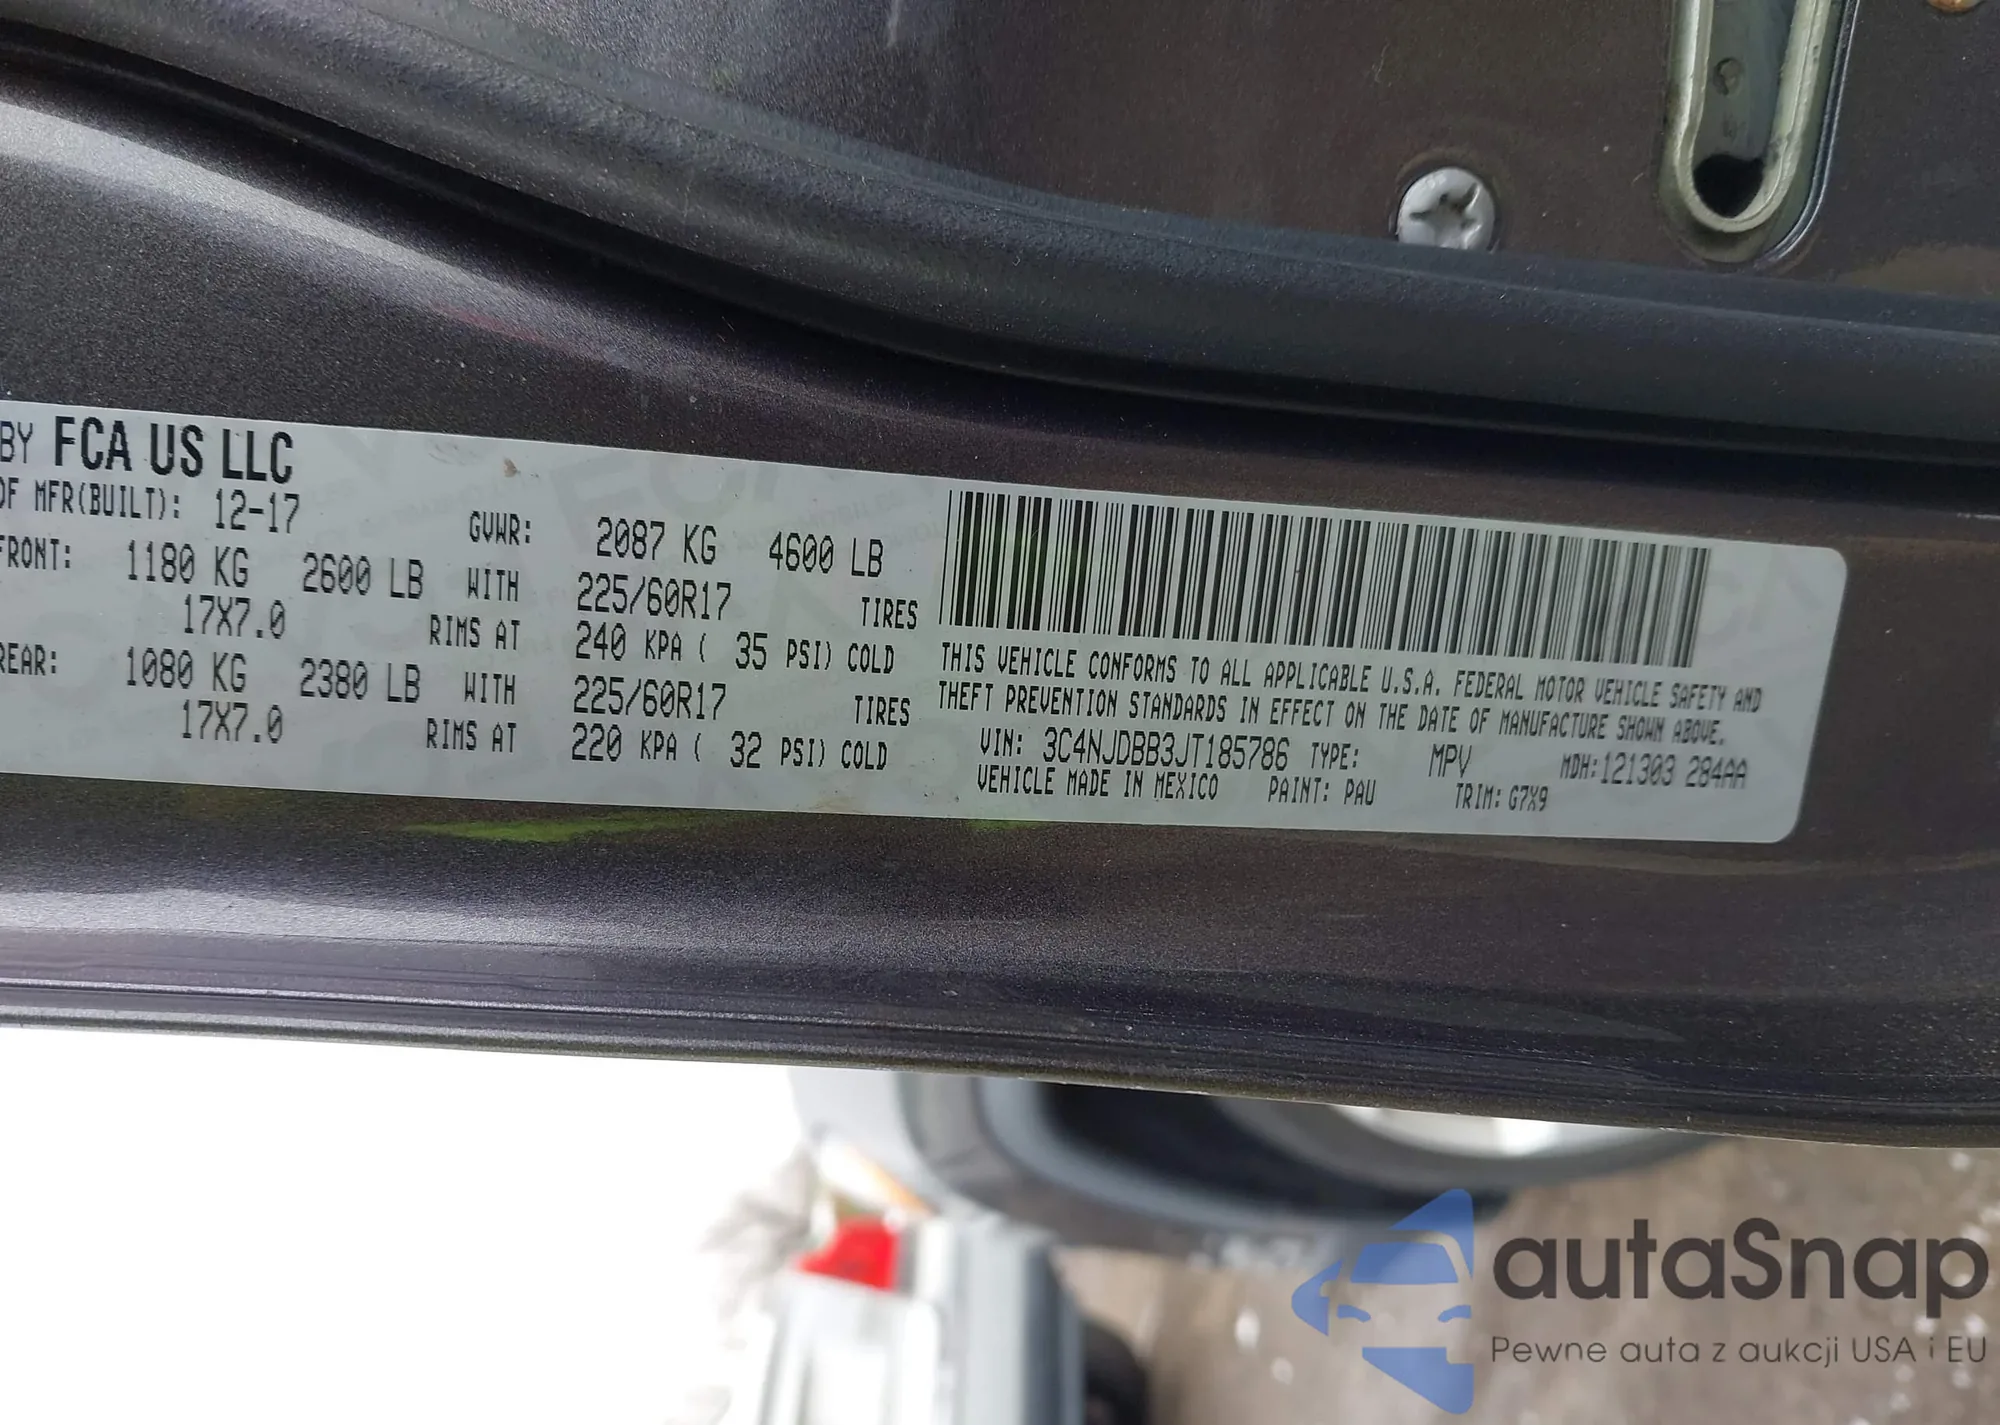 BY FCA US LLC
OF MFR(BUILT): 12-17
GVWR: 2087 KG 4600 LB
FRONT: 1180 KG 2600 LB WITH 225/60R17 TIRES
17X7.0 RIMS AT 240 KPA ( 35 PSI) COLD
REAR: 1080 KG 2380 LB WITH 225/60R17 TIRES
17X7.0 RIMS AT 220 KPA ( 32 PSI) COLD
THIS VEHICLE CONFORMS TO ALL APPLICABLE U.S.A. FEDERAL MOTOR VEHICLE SAFETY AND
THEFT PREVENTION STANDARDS IN EFFECT ON THE DATE OF MANUFACTURE SHOWN ABOVE.
VIN: 3C4NJDBB3JT185786 TYPE: MPV MDH:121303 284AA
VEHICLE MADE IN MEXICO PAINT: PAU TRIM: G7X9
autaSnap
Pewne auta z aukcji USA i EU